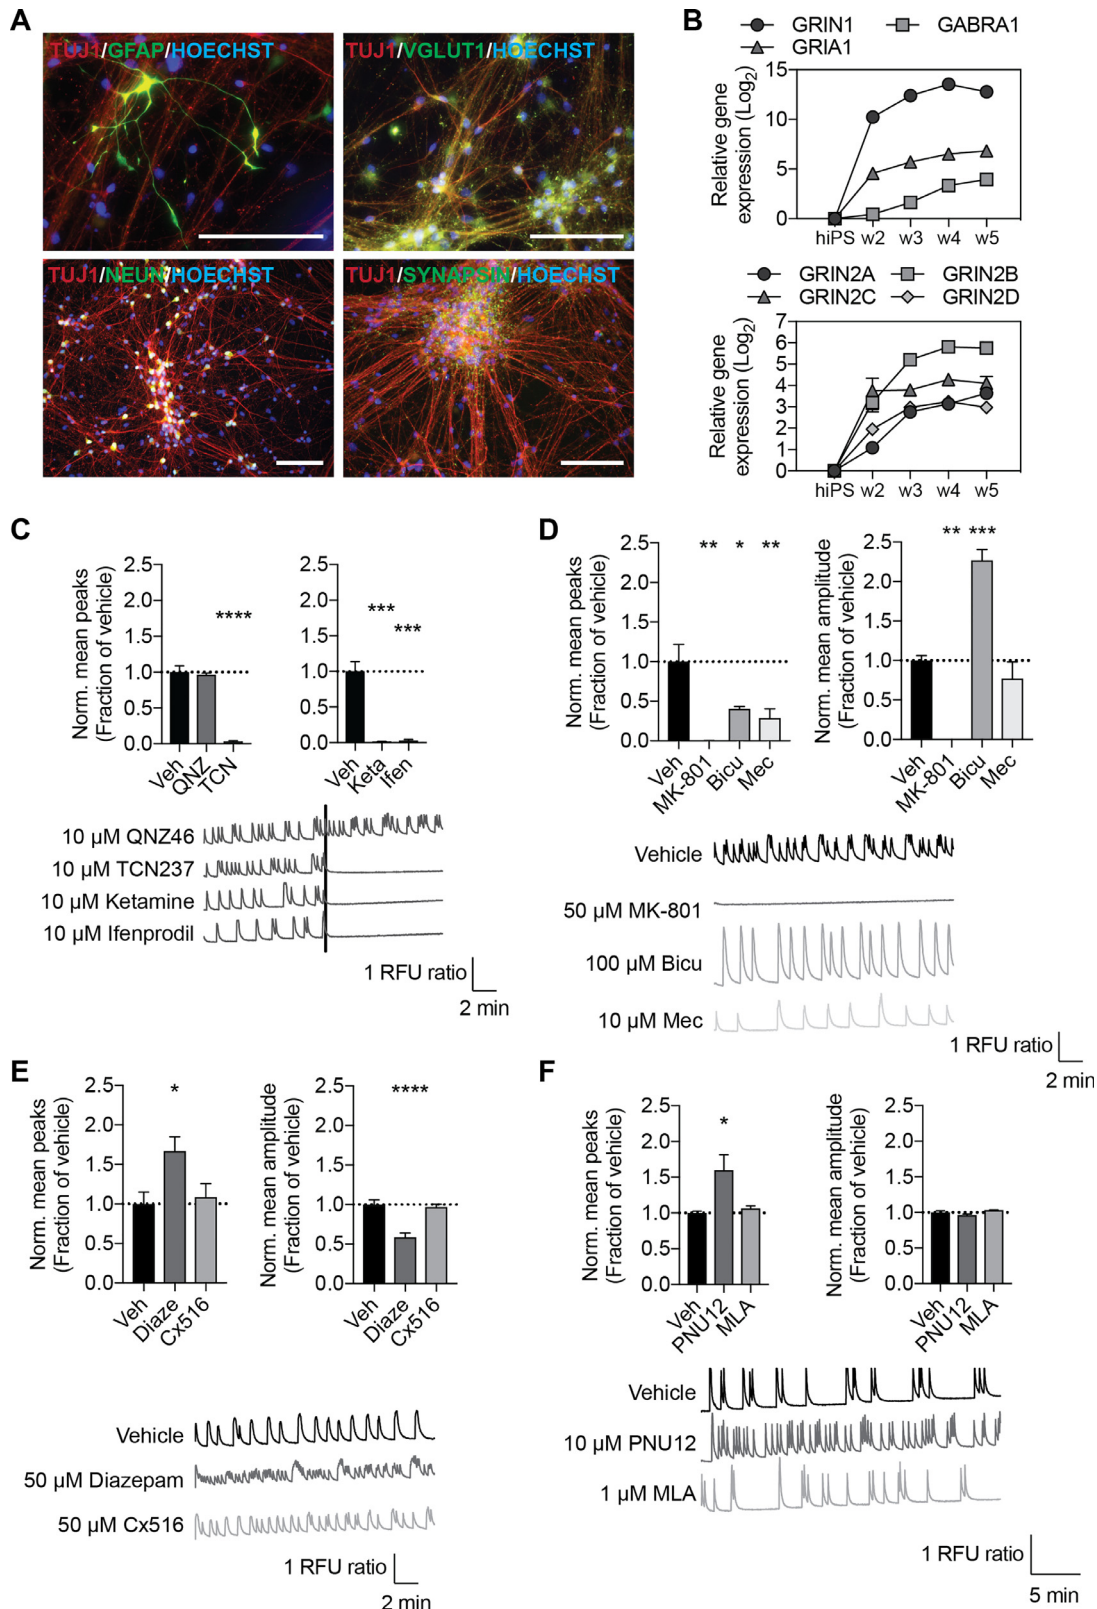 A
TUJ1/GFAP/HOECHST
TUJ1/VGLUT1/HOECHST
TUJ1/NEUN/HOECHST
TUJ1/SYNAPSIN/HOECHST
B
GRIN1
GABRA1
GRIA1
Relative gene
expression (Log2)
15
10
5
0
hiPS w2 w3 w4 w5
GRIN2A
GRIN2B
GRIN2C
GRIN2D
Relative gene
expression (Log2)
7
6
5
4
3
2
1
0
hiPS w2 w3 w4 w5
C
Norm. mean peaks
(Fraction of vehicle)
2.5
2.0
1.5
1.0
0.5
0.0
****
Veh
QNZ
TCN
2.5
2.0
1.5
1.0
0.5
0.0
***
***
Veh
Keta
Ifen
10 µM QNZ46
10 µM TCN237
10 µM Ketamine
10 µM Ifenprodil
1 RFU ratio
2 min
D
Norm. mean peaks
(Fraction of vehicle)
2.5
2.0
1.5
1.0
0.5
0.0
** * **
Veh
MK-801
Bicu
Mec
Norm. mean amplitude
(Fraction of vehicle)
2.5
2.0
1.5
1.0
0.5
0.0
** ***
Veh
MK-801
Bicu
Mec
Vehicle
50 µM MK-801
100 µM Bicu
10 µM Mec
1 RFU ratio
2 min
E
Norm. mean peaks
(Fraction of vehicle)
2.5
2.0
1.5
1.0
0.5
0.0
*
Veh
Diaze
Cx516
Norm. mean amplitude
(Fraction of vehicle)
2.5
2.0
1.5
1.0
0.5
0.0
****
Veh
Diaze
Cx516
Vehicle
50 µM Diazepam
50 µM Cx516
1 RFU ratio
2 min
F
Norm. mean peaks
(Fraction of vehicle)
2.5
2.0
1.5
1.0
0.5
0.0
*
Veh
PNU12
MLA
Norm. mean amplitude
(Fraction of vehicle)
2.5
2.0
1.5
1.0
0.5
0.0
Veh
PNU12
MLA
Vehicle
10 µM PNU12
1 µM MLA
1 RFU ratio
5 min